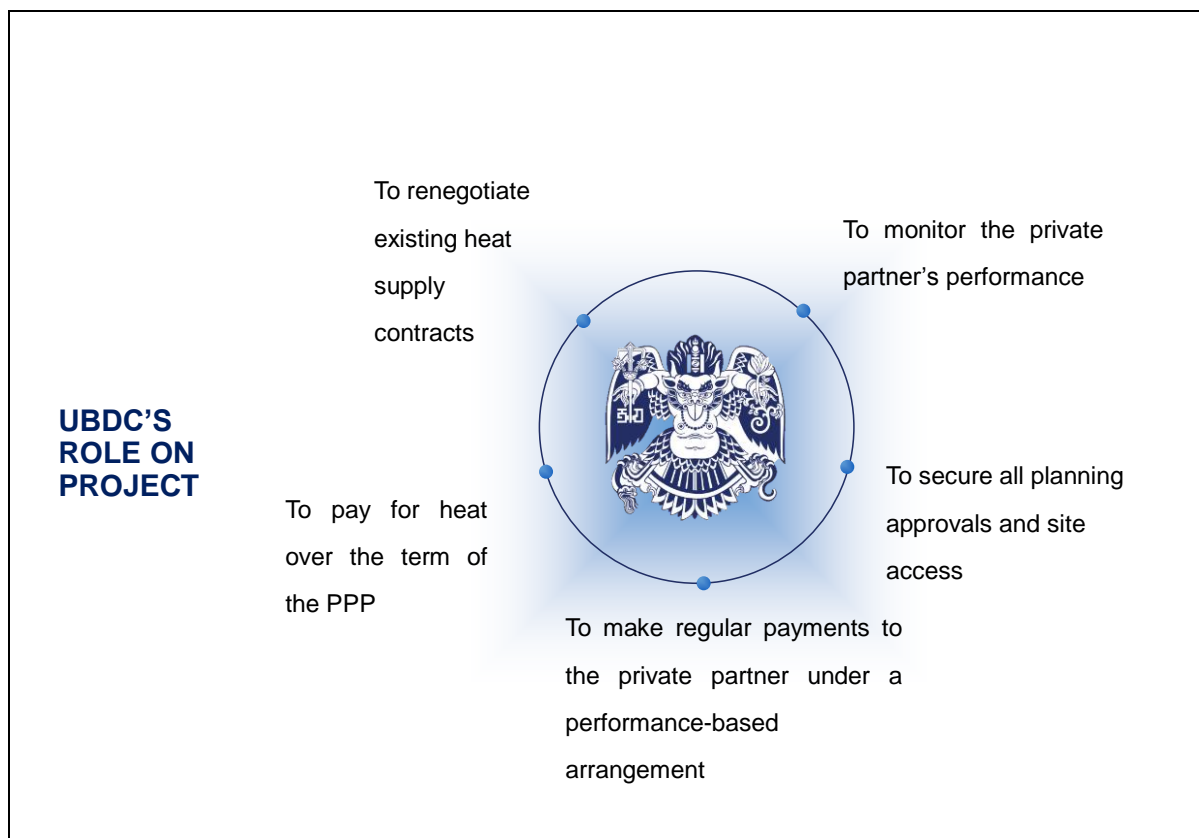 UBDC’S
ROLE ON
PROJECT
To renegotiate
existing heat
supply
contracts
To monitor the private
partner’s performance
To secure all planning
approvals and site
access
To make regular payments to
the private partner under a
performance-based
arrangement
To pay for heat
over the term of
the PPP